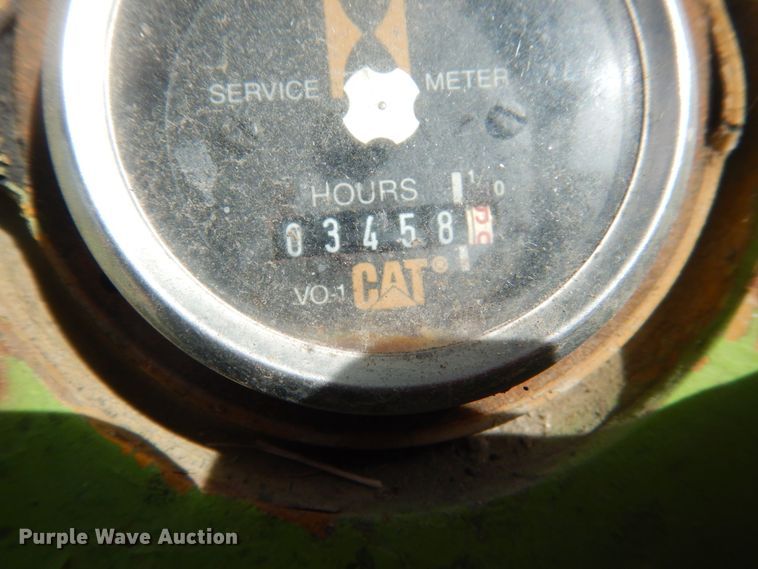 SERVICE METER
HOURS 1/10
03458
VO-1 CAT®
Purple Wave Auction